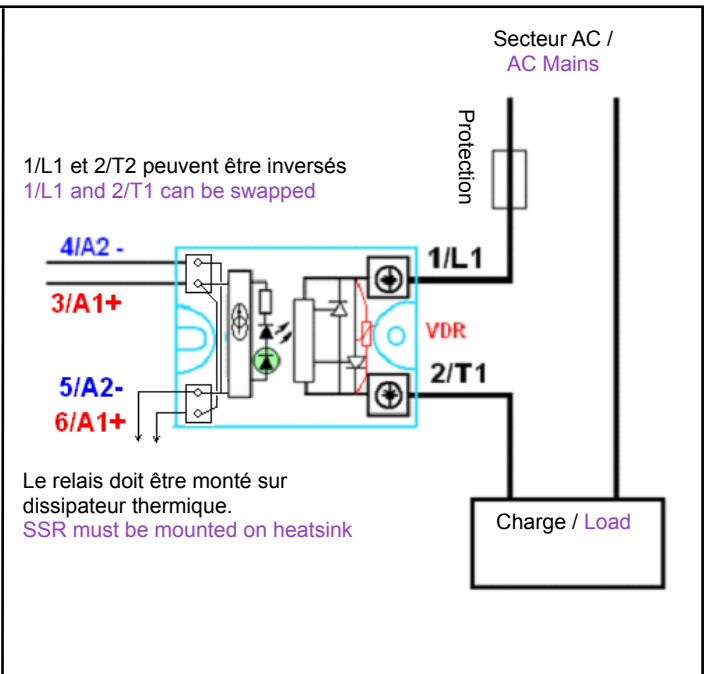 Secteur AC /
AC Mains
Protection
1/L1 et 2/T2 peuvent être inversés
1/L1 and 2/T1 can be swapped
4/A2 -
3/A1+
1/L1
VDR
2/T1
5/A2-
6/A1+
Le relais doit être monté sur
dissipateur thermique.
SSR must be mounted on heatsink
Charge / Load